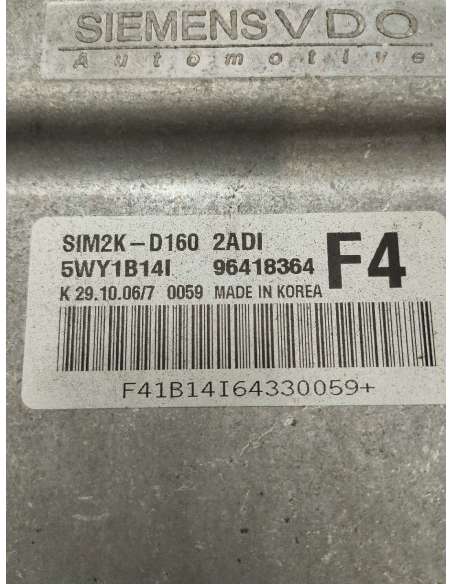 SIEMENSVDO
Automotive
SIM2K-D160 2ADI
5WY1B14I 96418364 F4
K 29.10.06/7 0059 MADE IN KOREA
F41B14I64330059+